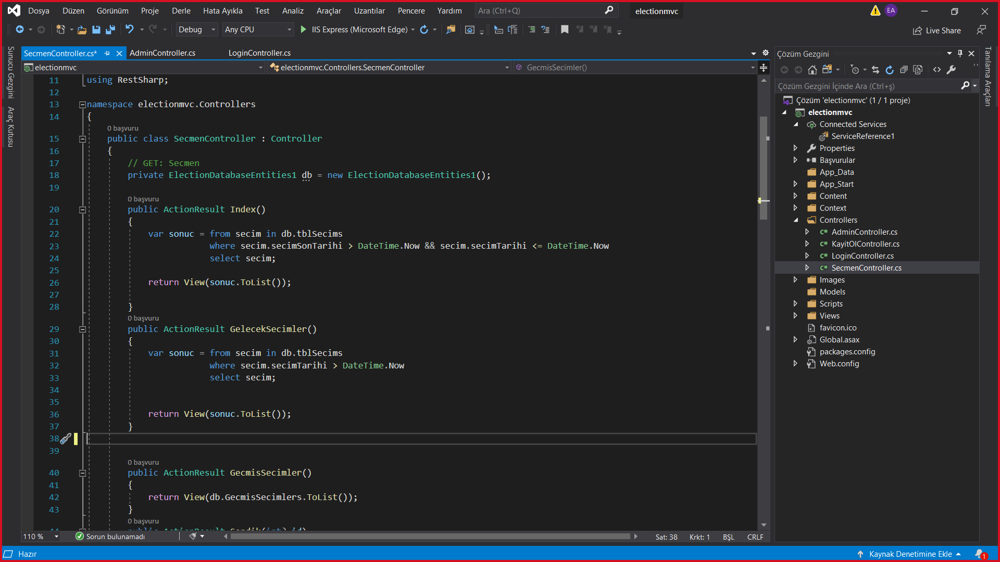 Dosya Düzen Görünüm Proje Derle Hata Ayıkla Test Analiz Araçlar Uzantılar Pencere Yardım Ara (Ctrl+Q) electionmvc EA
Debug Any CPU IIS Express (Microsoft Edge) Live Share
Sunucu Gezgini
Araç Kutusu
SecmenController.cs* AdminController.cs LoginController.cs
electionmvc electionmvc.Controllers.SecmenController GecmisSecimler()
11 using RestSharp;
12
13 namespace electionmvc.Controllers
14 {
0 başvuru
15 public class SecmenController : Controller
16 {
17 // GET: Secmen
18 private ElectionDatabaseEntities1 db = new ElectionDatabaseEntities1();
19
0 başvuru
20 public ActionResult Index()
21 {
22 var sonuc = from secim in db.tblSecims
23 where secim.secimSonTarihi > DateTime.Now && secim.secimTarihi <= DateTime.Now
24 select secim;
25
26 return View(sonuc.ToList());
27
28 }
0 başvuru
29 public ActionResult GelecekSecimler()
30 {
31 var sonuc = from secim in db.tblSecims
32 where secim.secimTarihi > DateTime.Now
33 select secim;
34
35
36 return View(sonuc.ToList());
37 }
38
39
0 başvuru
40 public ActionResult GecmisSecimler()
41 {
42 return View(db.GecmisSecimlers.ToList());
43 }
0 başvuru
44 public ActionResult Sandik(int? id)
110 % Sorun bulunamadı Sat: 38 Krkt: 1 BŞL CRLF
Çözüm Gezgini
Çözüm Gezgini İçinde Ara (Ctrl+ş)
Çözüm 'electionmvc' (1 / 1 proje)
electionmvc
Connected Services
ServiceReference1
Properties
Başvurular
App_Data
App_Start
Content
Context
Controllers
C# AdminController.cs
C# KayitOlController.cs
C# LoginController.cs
C# SecmenController.cs
Images
Models
Scripts
Views
favicon.ico
Global.asax
packages.config
Web.config
Tanılama Araçları
Hazır Kaynak Denetimine Ekle 1